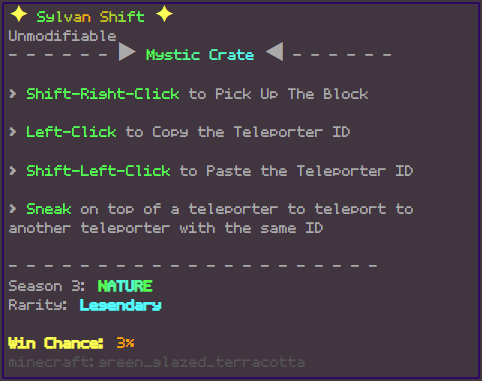 ✦ Sylvan Shift ✦
Unmodifiable
- - - - - - ▶ Mystic Crate ◀ - - - - - -
> Shift-Right-Click to Pick Up The Block
> Left-Click to Copy the Teleporter ID
> Shift-Left-Click to Paste the Teleporter ID
> Sneak on top of a teleporter to teleport to
another teleporter with the same ID
- - - - - - - - - - - - - - - - - - - - -
Season 3: NATURE
Rarity: Legendary
Win Chance: 3%
minecraft:green_glazed_terracotta